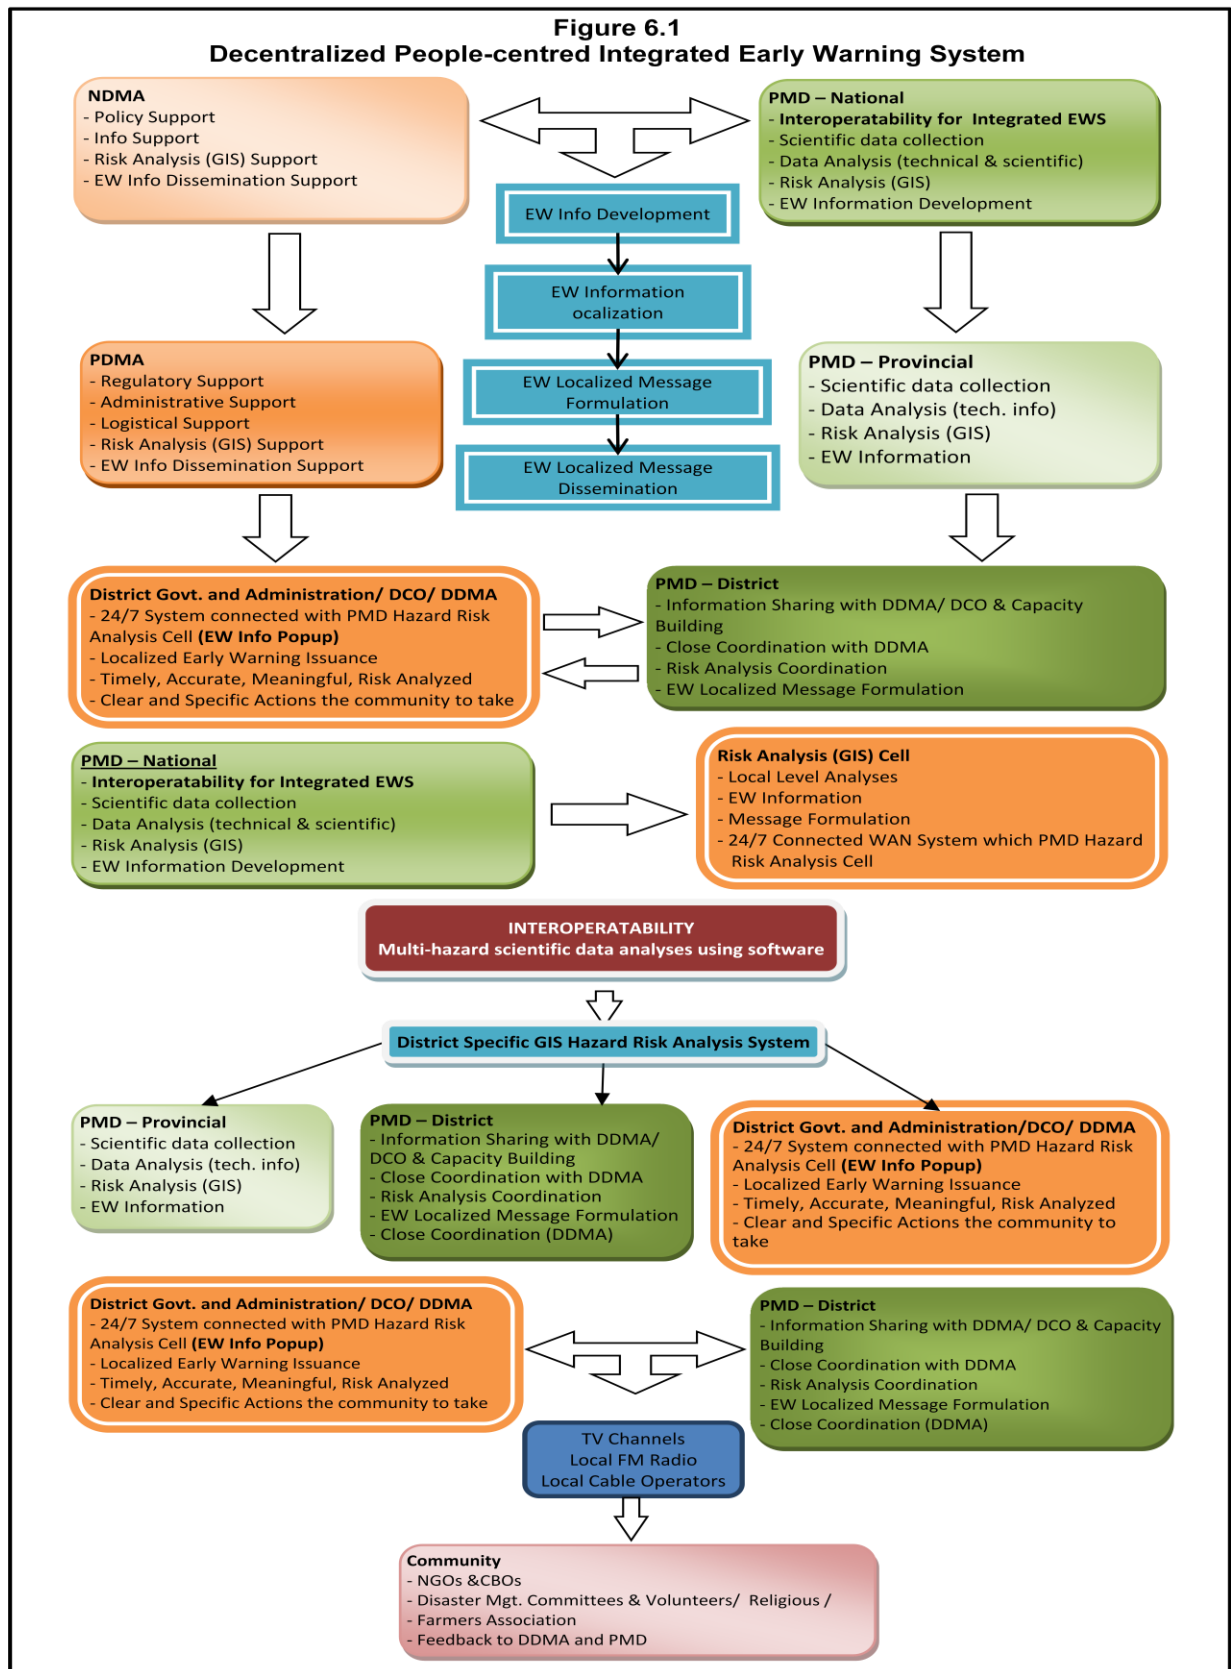 Figure 6.1
Decentralized People-centred Integrated Early Warning System
NDMA
- Policy Support
- Info Support
- Risk Analysis (GIS) Support
- EW Info Dissemination Support
PMD – National
- Interoperatability for Integrated EWS
- Scientific data collection
- Data Analysis (technical & scientific)
- Risk Analysis (GIS)
- EW Information Development
EW Info Development
EW Information
ocalization
EW Localized Message
Formulation
EW Localized Message
Dissemination
PDMA
- Regulatory Support
- Administrative Support
- Logistical Support
- Risk Analysis (GIS) Support
- EW Info Dissemination Support
PMD – Provincial
- Scientific data collection
- Data Analysis (tech. info)
- Risk Analysis (GIS)
- EW Information
District Govt. and Administration/ DCO/ DDMA
- 24/7 System connected with PMD Hazard Risk
Analysis Cell (EW Info Popup)
- Localized Early Warning Issuance
- Timely, Accurate, Meaningful, Risk Analyzed
- Clear and Specific Actions the community to take
PMD – District
- Information Sharing with DDMA/ DCO & Capacity
Building
- Close Coordination with DDMA
- Risk Analysis Coordination
- EW Localized Message Formulation
PMD – National
- Interoperatability for Integrated EWS
- Scientific data collection
- Data Analysis (technical & scientific)
- Risk Analysis (GIS)
- EW Information Development
Risk Analysis (GIS) Cell
- Local Level Analyses
- EW Information
- Message Formulation
- 24/7 Connected WAN System which PMD Hazard
Risk Analysis Cell
INTEROPERATABILITY
Multi-hazard scientific data analyses using software
District Specific GIS Hazard Risk Analysis System
PMD – Provincial
- Scientific data collection
- Data Analysis (tech. info)
- Risk Analysis (GIS)
- EW Information
PMD – District
- Information Sharing with DDMA/
DCO & Capacity Building
- Close Coordination with DDMA
- Risk Analysis Coordination
- EW Localized Message Formulation
- Close Coordination (DDMA)
District Govt. and Administration/DCO/ DDMA
- 24/7 System connected with PMD Hazard Risk
Analysis Cell (EW Info Popup)
- Localized Early Warning Issuance
- Timely, Accurate, Meaningful, Risk Analyzed
- Clear and Specific Actions the community to
take
District Govt. and Administration/ DCO/ DDMA
- 24/7 System connected with PMD Hazard Risk
Analysis Cell (EW Info Popup)
- Localized Early Warning Issuance
- Timely, Accurate, Meaningful, Risk Analyzed
- Clear and Specific Actions the community to take
PMD – District
- Information Sharing with DDMA/ DCO & Capacity
Building
- Close Coordination with DDMA
- Risk Analysis Coordination
- EW Localized Message Formulation
- Close Coordination (DDMA)
TV Channels
Local FM Radio
Local Cable Operators
Community
- NGOs &CBOs
- Disaster Mgt. Committees & Volunteers/ Religious /
- Farmers Association
- Feedback to DDMA and PMD